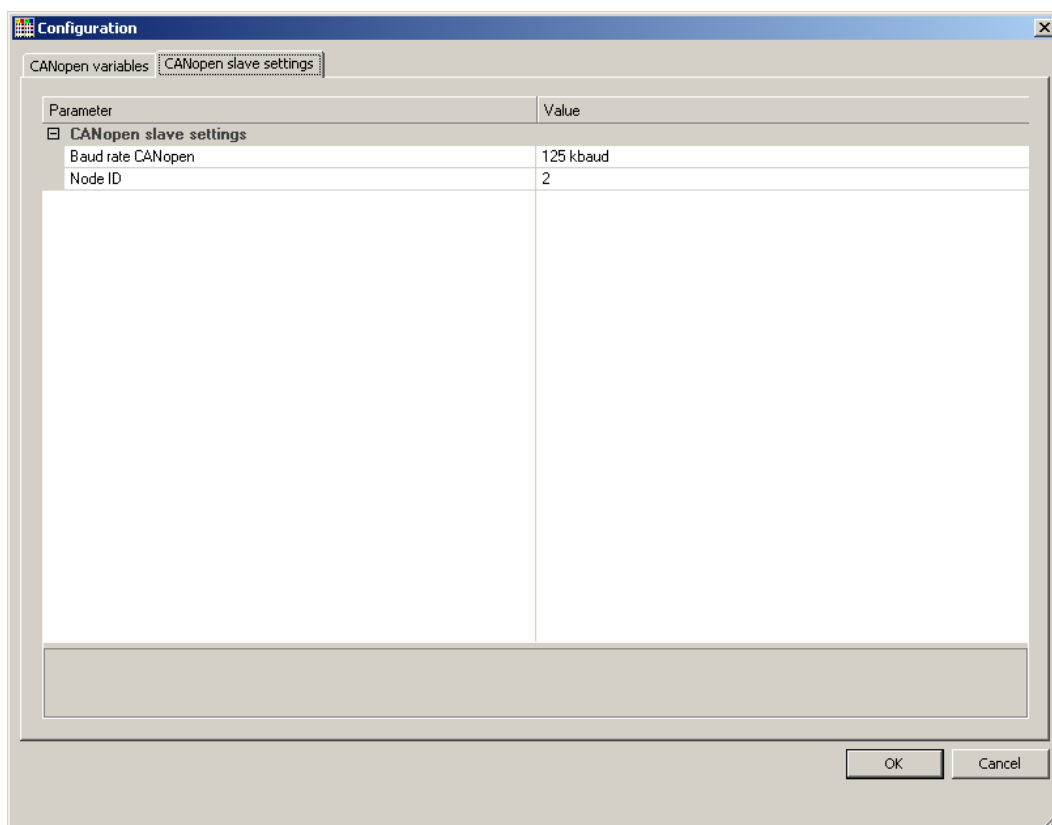 Configuration
CANopen variables CANopen slave settings
Parameter Value
CANopen slave settings
Baud rate CANopen 125 kbaud
Node ID 2
OK Cancel